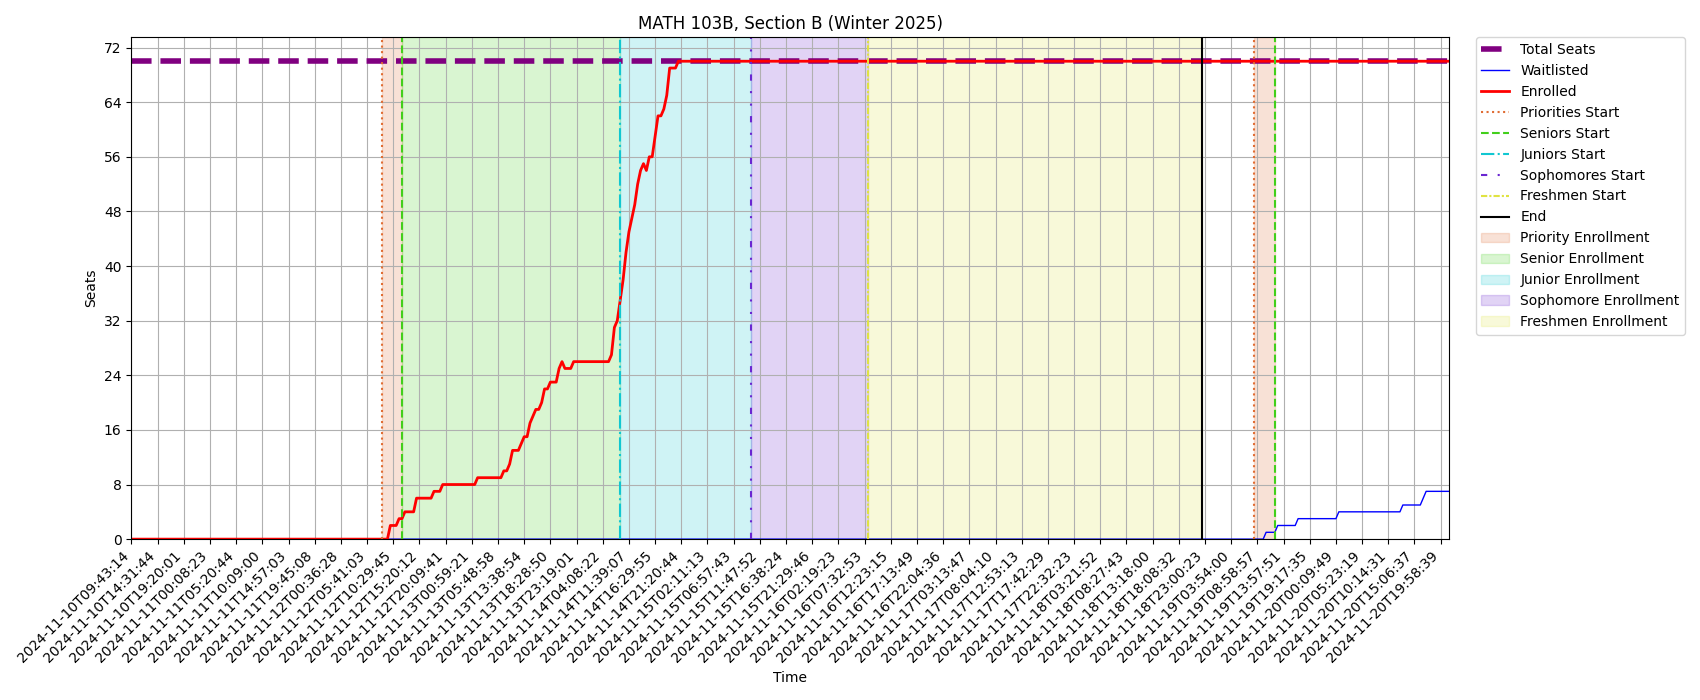 MATH 103B, Section B (Winter 2025)
72
64
56
48
40
32
24
16
8
0
Seats
2024-11-10T09:43:14
2024-11-10T14:31:44
2024-11-10T19:20:01
2024-11-11T00:08:23
2024-11-11T05:20:44
2024-11-11T10:09:00
2024-11-11T14:57:03
2024-11-11T19:45:08
2024-11-12T00:36:28
2024-11-12T05:41:03
2024-11-12T10:29:45
2024-11-12T15:20:12
2024-11-12T20:09:41
2024-11-13T00:59:21
2024-11-13T05:48:58
2024-11-13T13:38:54
2024-11-13T18:28:50
2024-11-13T23:19:01
2024-11-14T04:08:22
2024-11-14T11:39:07
2024-11-14T16:29:55
2024-11-14T21:20:44
2024-11-15T02:11:13
2024-11-15T06:57:43
2024-11-15T11:47:52
2024-11-15T16:38:24
2024-11-15T21:29:46
2024-11-16T02:19:23
2024-11-16T07:32:53
2024-11-16T12:23:15
2024-11-16T17:13:49
2024-11-16T22:04:36
2024-11-17T03:13:47
2024-11-17T08:04:10
2024-11-17T12:53:13
2024-11-17T17:42:29
2024-11-17T22:32:23
2024-11-18T03:21:52
2024-11-18T08:27:43
2024-11-18T13:18:00
2024-11-18T18:08:32
2024-11-18T23:00:23
2024-11-19T03:54:00
2024-11-19T08:58:57
2024-11-19T13:57:51
2024-11-19T19:17:35
2024-11-20T00:09:49
2024-11-20T05:23:19
2024-11-20T10:14:31
2024-11-20T15:06:37
2024-11-20T19:58:39
Time
Total Seats
Waitlisted
Enrolled
Priorities Start
Seniors Start
Juniors Start
Sophomores Start
Freshmen Start
End
Priority Enrollment
Senior Enrollment
Junior Enrollment
Sophomore Enrollment
Freshmen Enrollment